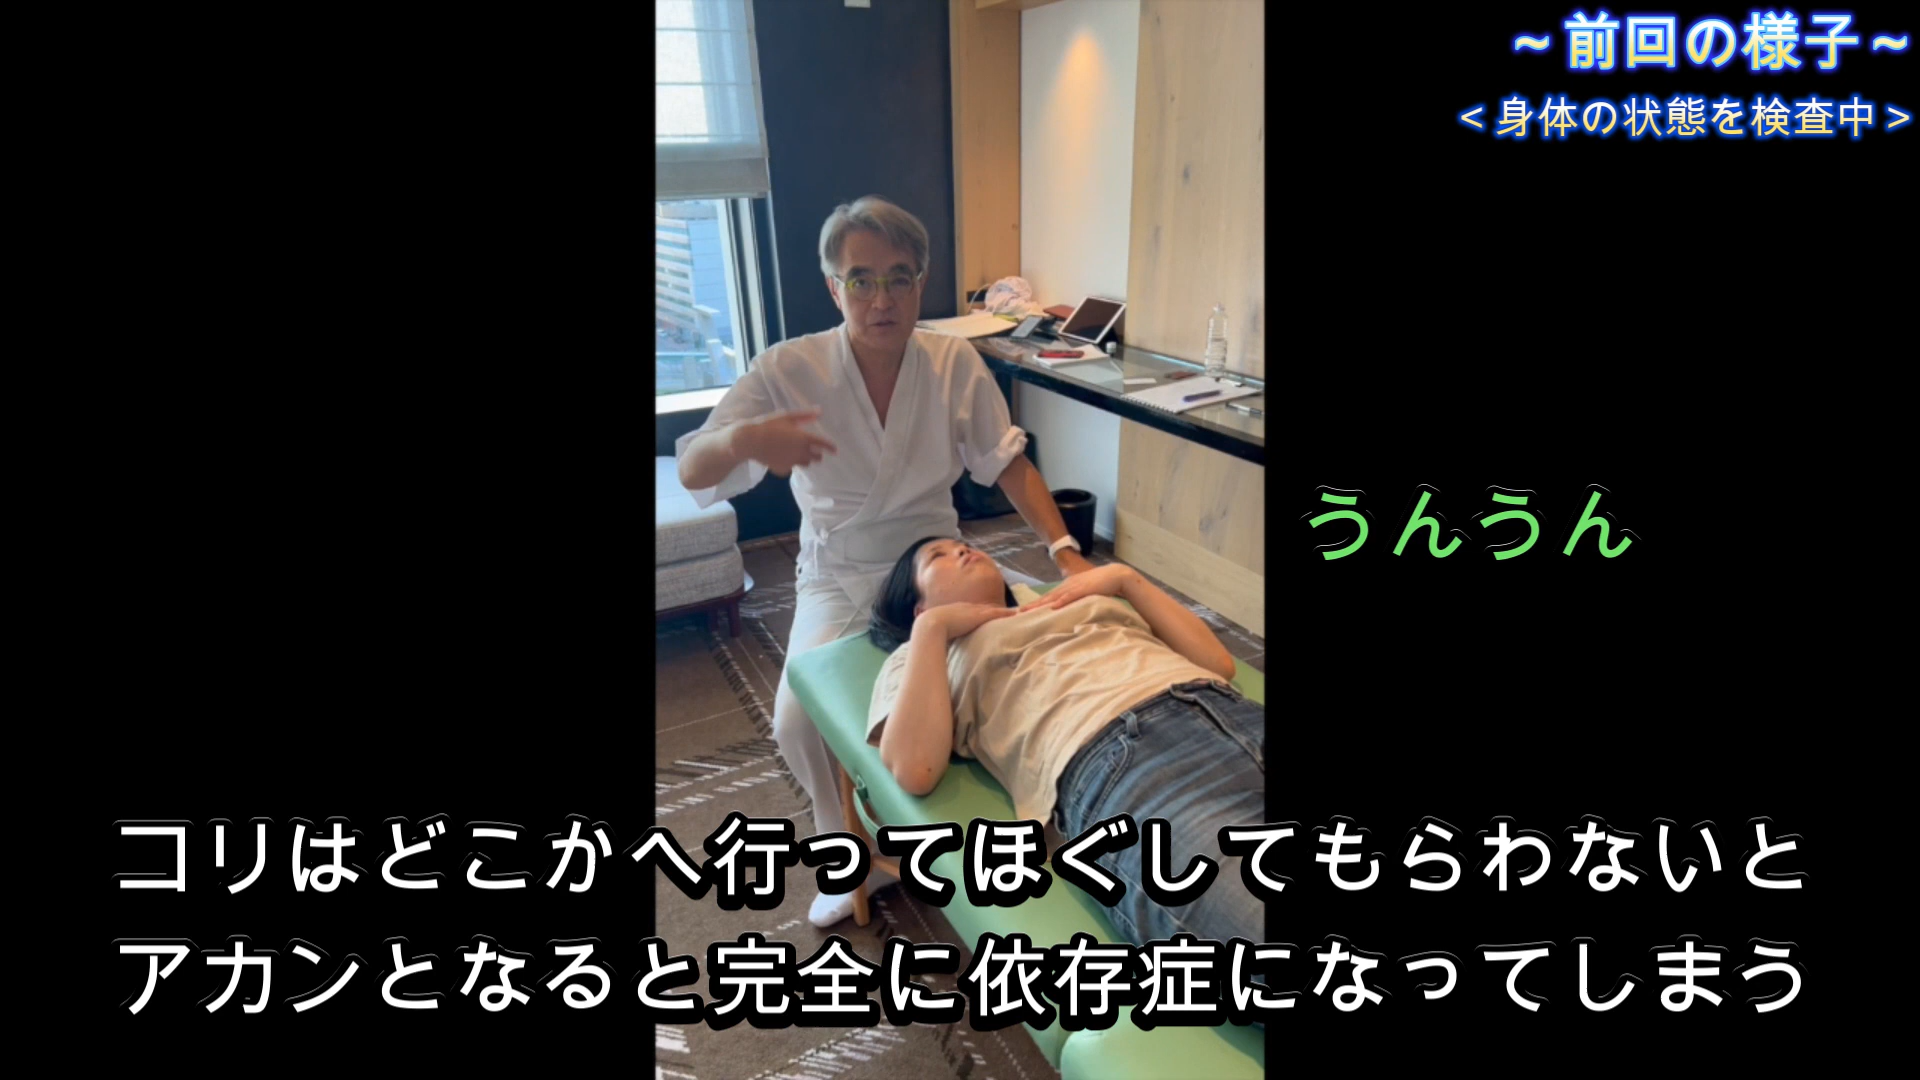 ～前回の様子～
＜身体の状態を検査中＞
うんうん
コリはどこかへ行ってほぐしてもらわないと
アカンとなると完全に依存症になってしまう